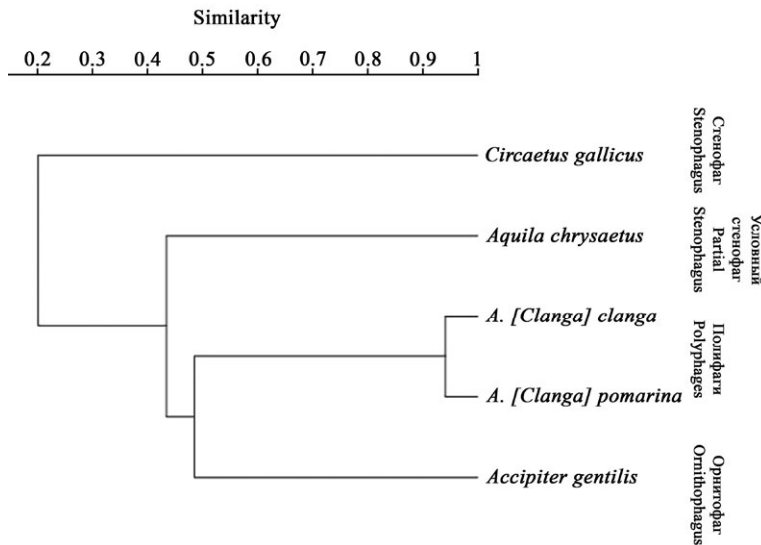 Similarity
0.2 0.3 0.4 0.5 0.6 0.7 0.8 0.9 1
Circaetus gallicus
Стенофаг
Stenophagus
Aquila chrysaetus
Условный
стенофаг
Partial
Stenophagus
A. [Clanga] clanga
A. [Clanga] pomarina
Полифаги
Polyphages
Accipiter gentilis
Орнитофаг
Ornithophagus